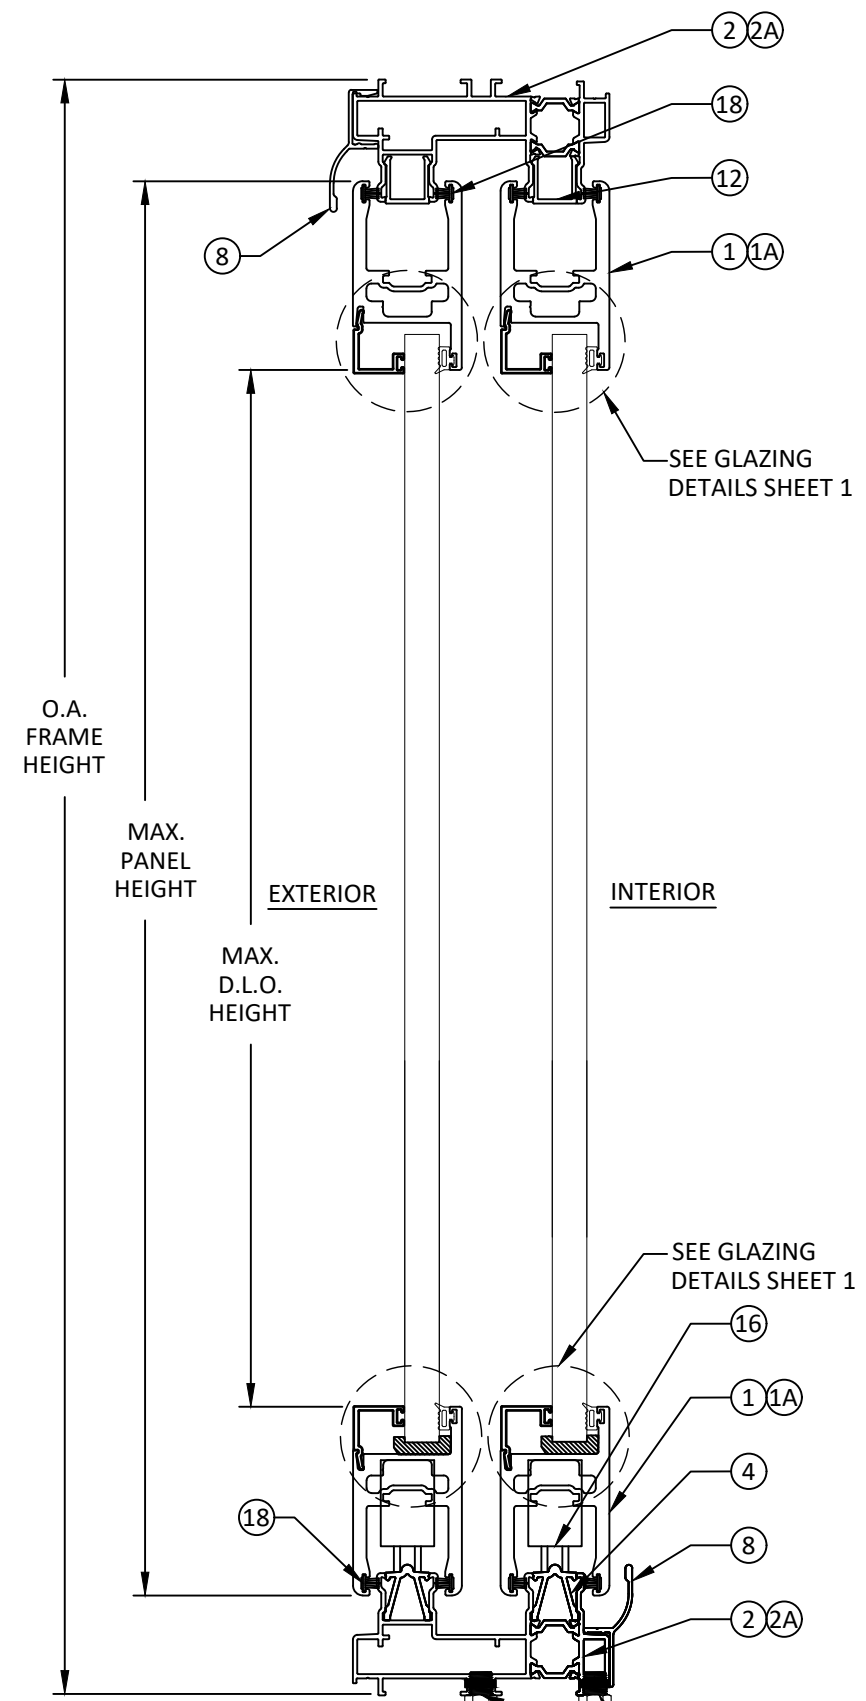 2 2A
18
12
8
1 1A
SEE GLAZING
DETAILS SHEET 1
O.A.
FRAME
HEIGHT
MAX.
PANEL
HEIGHT
EXTERIOR
INTERIOR
MAX.
D.L.O.
HEIGHT
SEE GLAZING
DETAILS SHEET 1
16
1 1A
4
18
8
2 2A